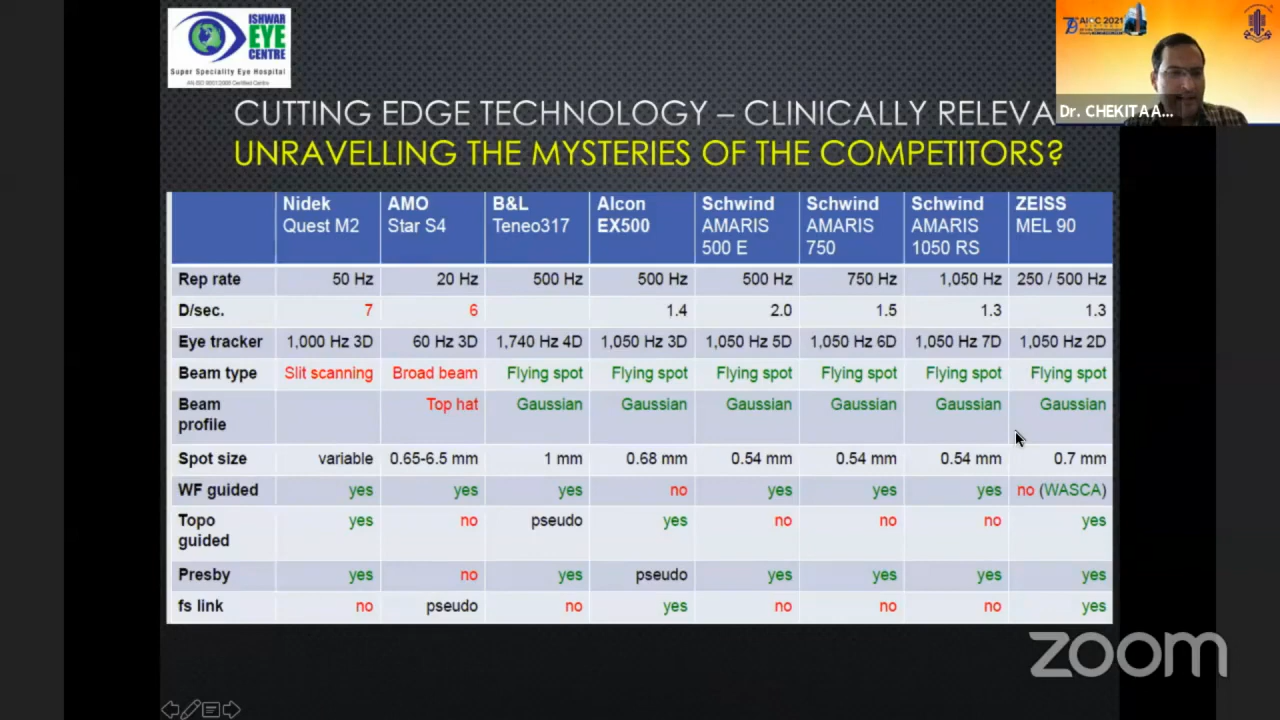 ISHWAR
EYE
CENTRE
Super Speciality Eye Hospital
AN ISO 9001:2008 Certified Centre
AIOC 2021
Dr. CHEKITAA...
CUTTING EDGE TECHNOLOGY – CLINICALLY RELEVA
UNRAVELLING THE MYSTERIES OF THE COMPETITORS?
Nidek Quest M2 AMO Star S4 B&L Teneo317 Alcon EX500 Schwind AMARIS 500 E Schwind AMARIS 750 Schwind AMARIS 1050 RS ZEISS MEL 90
Rep rate 50 Hz 20 Hz 500 Hz 500 Hz 500 Hz 750 Hz 1,050 Hz 250 / 500 Hz
D/sec. 7 6 1.4 2.0 1.5 1.3 1.3
Eye tracker 1,000 Hz 3D 60 Hz 3D 1,740 Hz 4D 1,050 Hz 3D 1,050 Hz 5D 1,050 Hz 6D 1,050 Hz 7D 1,050 Hz 2D
Beam type Slit scanning Broad beam Flying spot Flying spot Flying spot Flying spot Flying spot Flying spot
Beam profile Top hat Gaussian Gaussian Gaussian Gaussian Gaussian Gaussian
Spot size variable 0.65-6.5 mm 1 mm 0.68 mm 0.54 mm 0.54 mm 0.54 mm 0.7 mm
WF guided yes yes yes no yes yes yes no (WASCA)
Topo guided yes no pseudo yes no no no yes
Presby yes no yes pseudo yes yes yes yes
fs link no pseudo no yes no no no yes
zoom